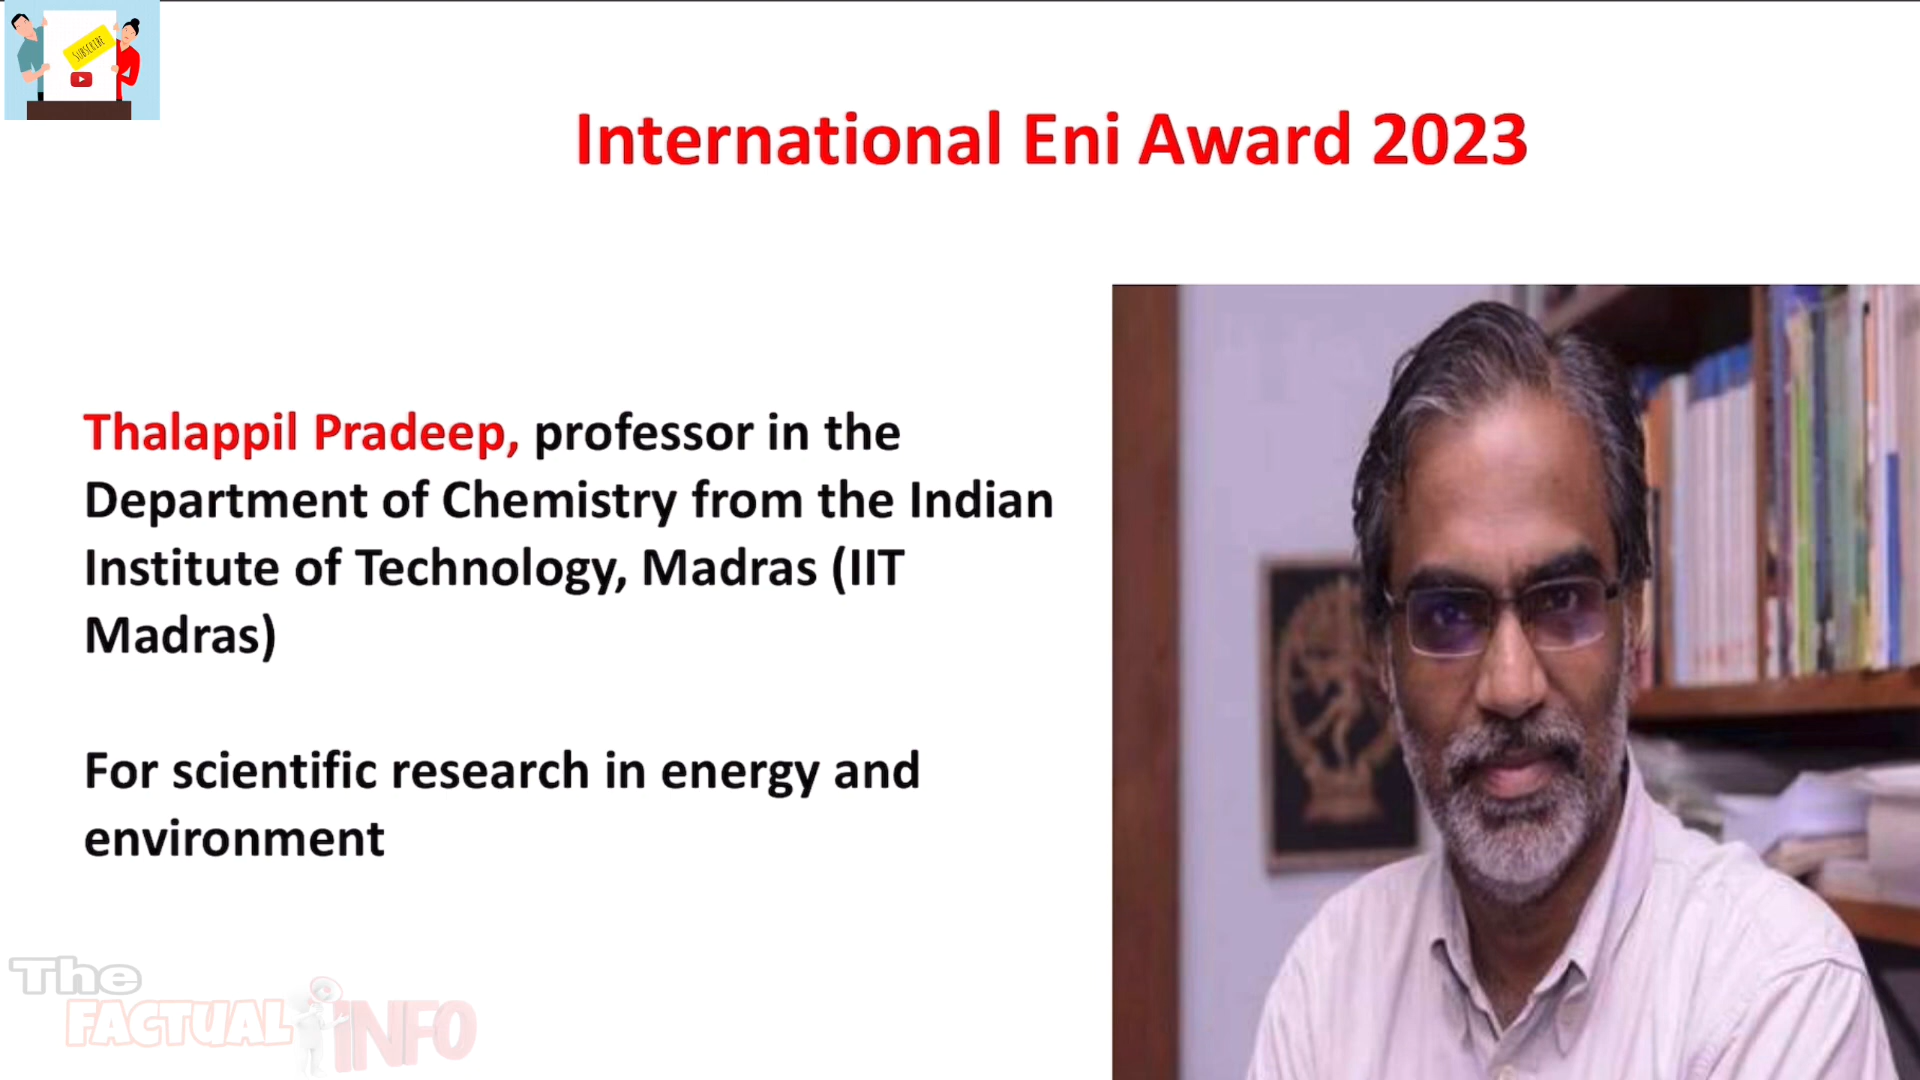 SUBSCRIBE
International Eni Award 2023
Thalappil Pradeep, professor in the
Department of Chemistry from the Indian
Institute of Technology, Madras (IIT
Madras)
For scientific research in energy and
environment
The
FACTUAL
INFO